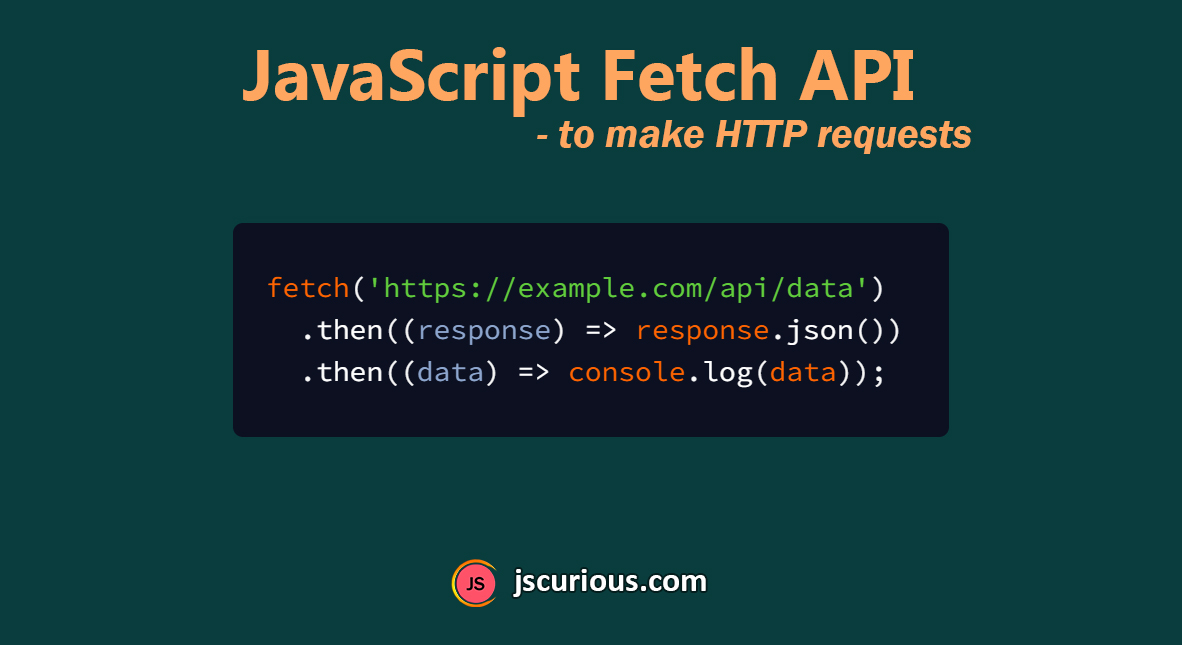 JavaScript Fetch API
- to make HTTP requests
fetch('https://example.com/api/data')
.then((response) => response.json())
.then((data) => console.log(data));
JS jscurious.com